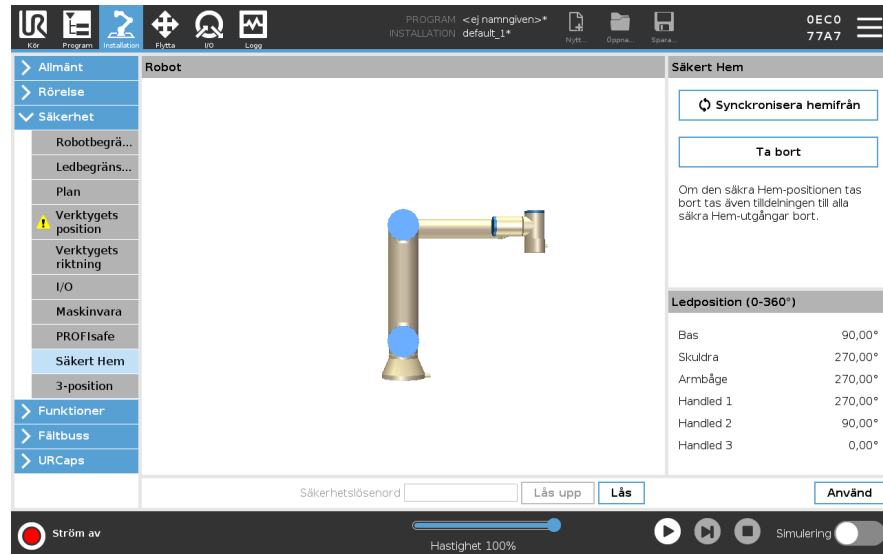 Kör
Program
Installation
Flytta
I/O
Logg
PROGRAM <ej namngiven>*
INSTALLATION default_1*
Nytt...
Öppna...
Spara...
0EC0
77A7
Allmänt
Rörelse
Säkerhet
Robotbegrä...
Ledbegräns...
Plan
Verktygets
position
Verktygets
riktning
I/O
Maskinvara
PROFIsafe
Säkert Hem
3-position
Funktioner
Fältbuss
URCaps
Robot
Säkert Hem
Synckronisera hemifrån
Ta bort
Om den säkra Hem-positionen tas
bort tas även tilldelningen till alla
säkra Hem-utgångar bort.
Ledposition (0-360°)
Bas 90,00°
Skuldra 270,00°
Armbåge 270,00°
Handled 1 270,00°
Handled 2 90,00°
Handled 3 0,00°
Säkerhetslösenord
Lås upp
Lås
Använd
Ström av
Hastighet 100%
Simulering